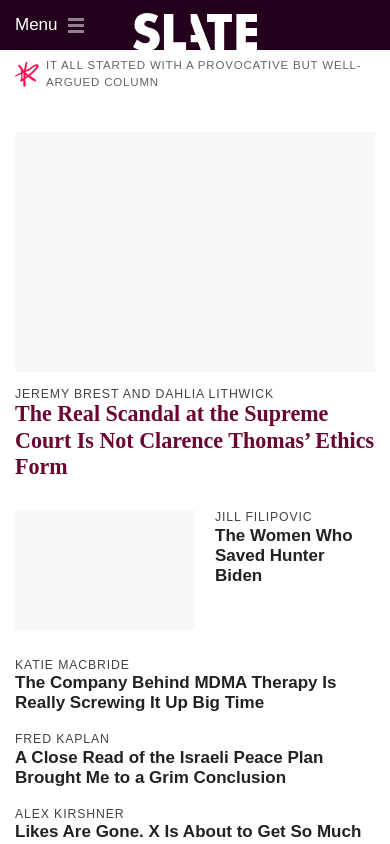 Menu
SLATE
IT ALL STARTED WITH A PROVOCATIVE BUT WELL-
ARGUED COLUMN
JEREMY BREST AND DAHLIA LITHWICK
The Real Scandal at the Supreme
Court Is Not Clarence Thomas’ Ethics
Form
JILL FILIPOVIC
The Women Who
Saved Hunter
Biden
KATIE MACBRIDE
The Company Behind MDMA Therapy Is
Really Screwing It Up Big Time
FRED KAPLAN
A Close Read of the Israeli Peace Plan
Brought Me to a Grim Conclusion
ALEX KIRSHNER
Likes Are Gone. X Is About to Get So Much